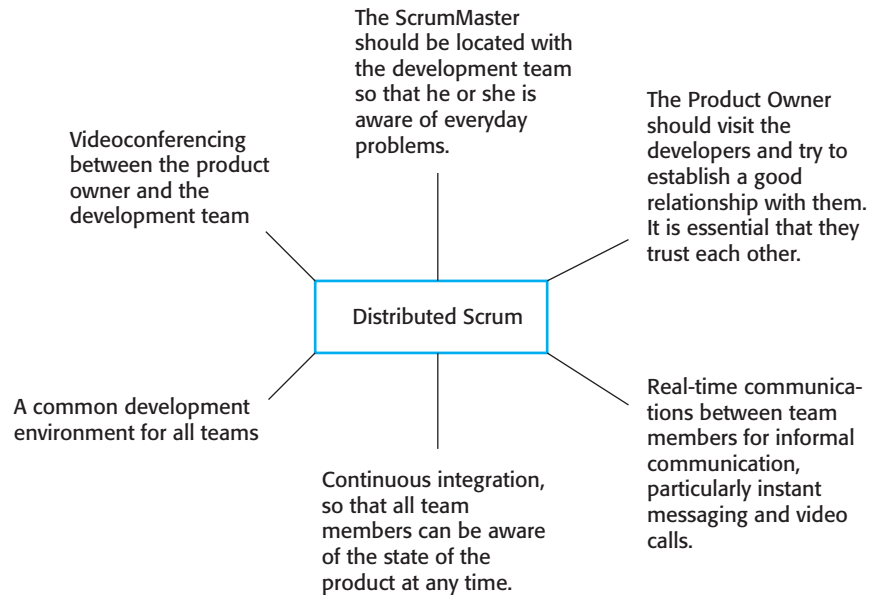 The ScrumMaster
should be located with
the development team
so that he or she is
aware of everyday
problems.
The Product Owner
should visit the
developers and try to
establish a good
relationship with them.
It is essential that they
trust each other.
Videoconferencing
between the product
owner and the
development team
Distributed Scrum
A common development
environment for all teams
Real-time communica-
tions between team
members for informal
communication,
particularly instant
messaging and video
calls.
Continuous integration,
so that all team
members can be aware
of the state of the
product at any time.